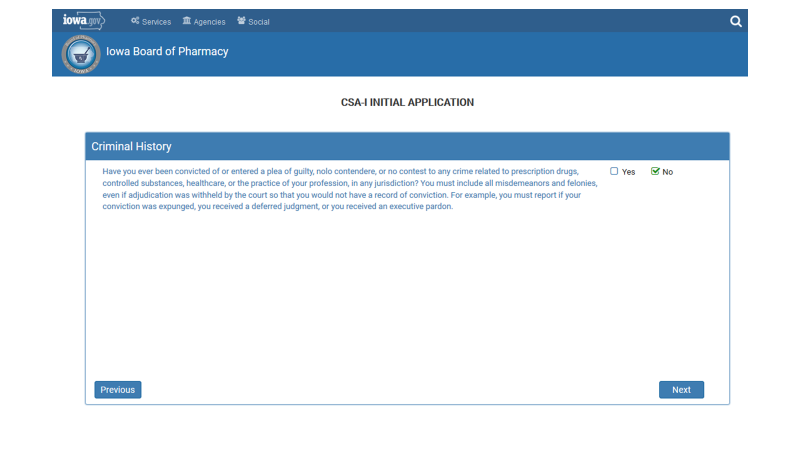 iowa.gov
Services
Agencies
Social
IOWA
Iowa Board of Pharmacy
CSA-I INITIAL APPLICATION
Criminal History
Have you ever been convicted of or entered a plea of guilty, nolo contendere, or no contest to any crime related to prescription drugs,
controlled substances, healthcare, or the practice of your profession, in any jurisdiction? You must include all misdemeanors and felonies,
even if adjudication was withheld by the court so that you would not have a record of conviction. For example, you must report if your
conviction was expunged, you received a deferred judgment, or you received an executive pardon.
Yes
No
Previous
Next